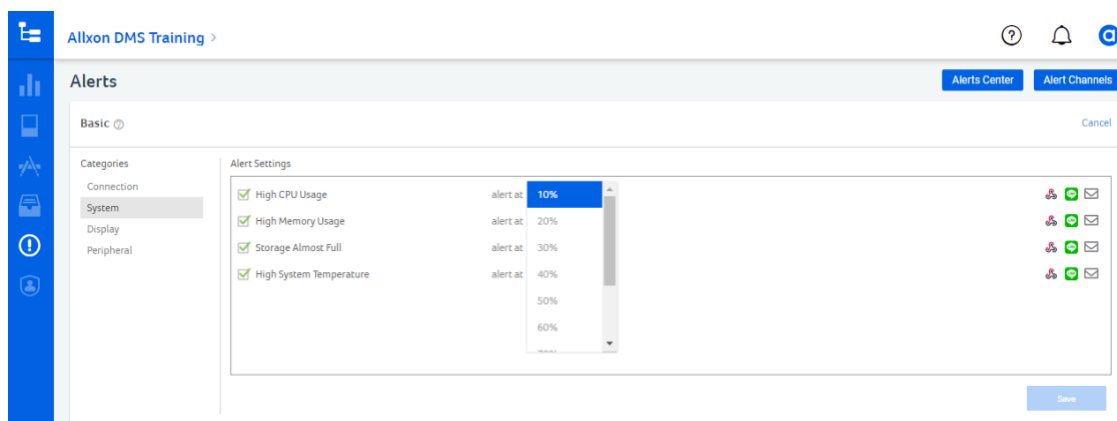 Allxon DMS Training >
Alerts
Alerts Center
Alert Channels
Basic
Cancel
Categories
Alert Settings
Connection
System
Display
Peripheral
High CPU Usage alert at 10%
High Memory Usage alert at 20%
Storage Almost Full alert at 30%
High System Temperature alert at 40%
50%
60%
Save